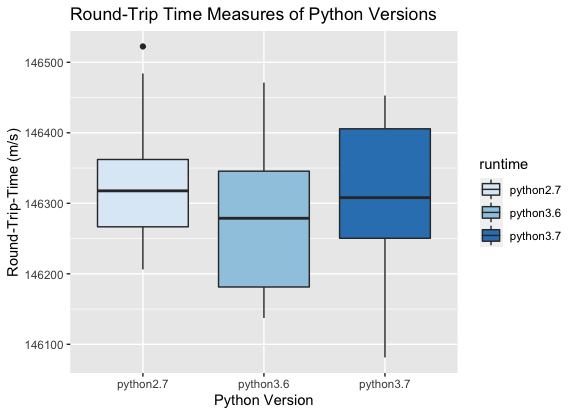 Round-Trip Time Measures of Python Versions
Round-Trip-Time (m/s)
146500
146400
146300
146200
146100
python2.7
python3.6
python3.7
Python Version
runtime
python2.7
python3.6
python3.7